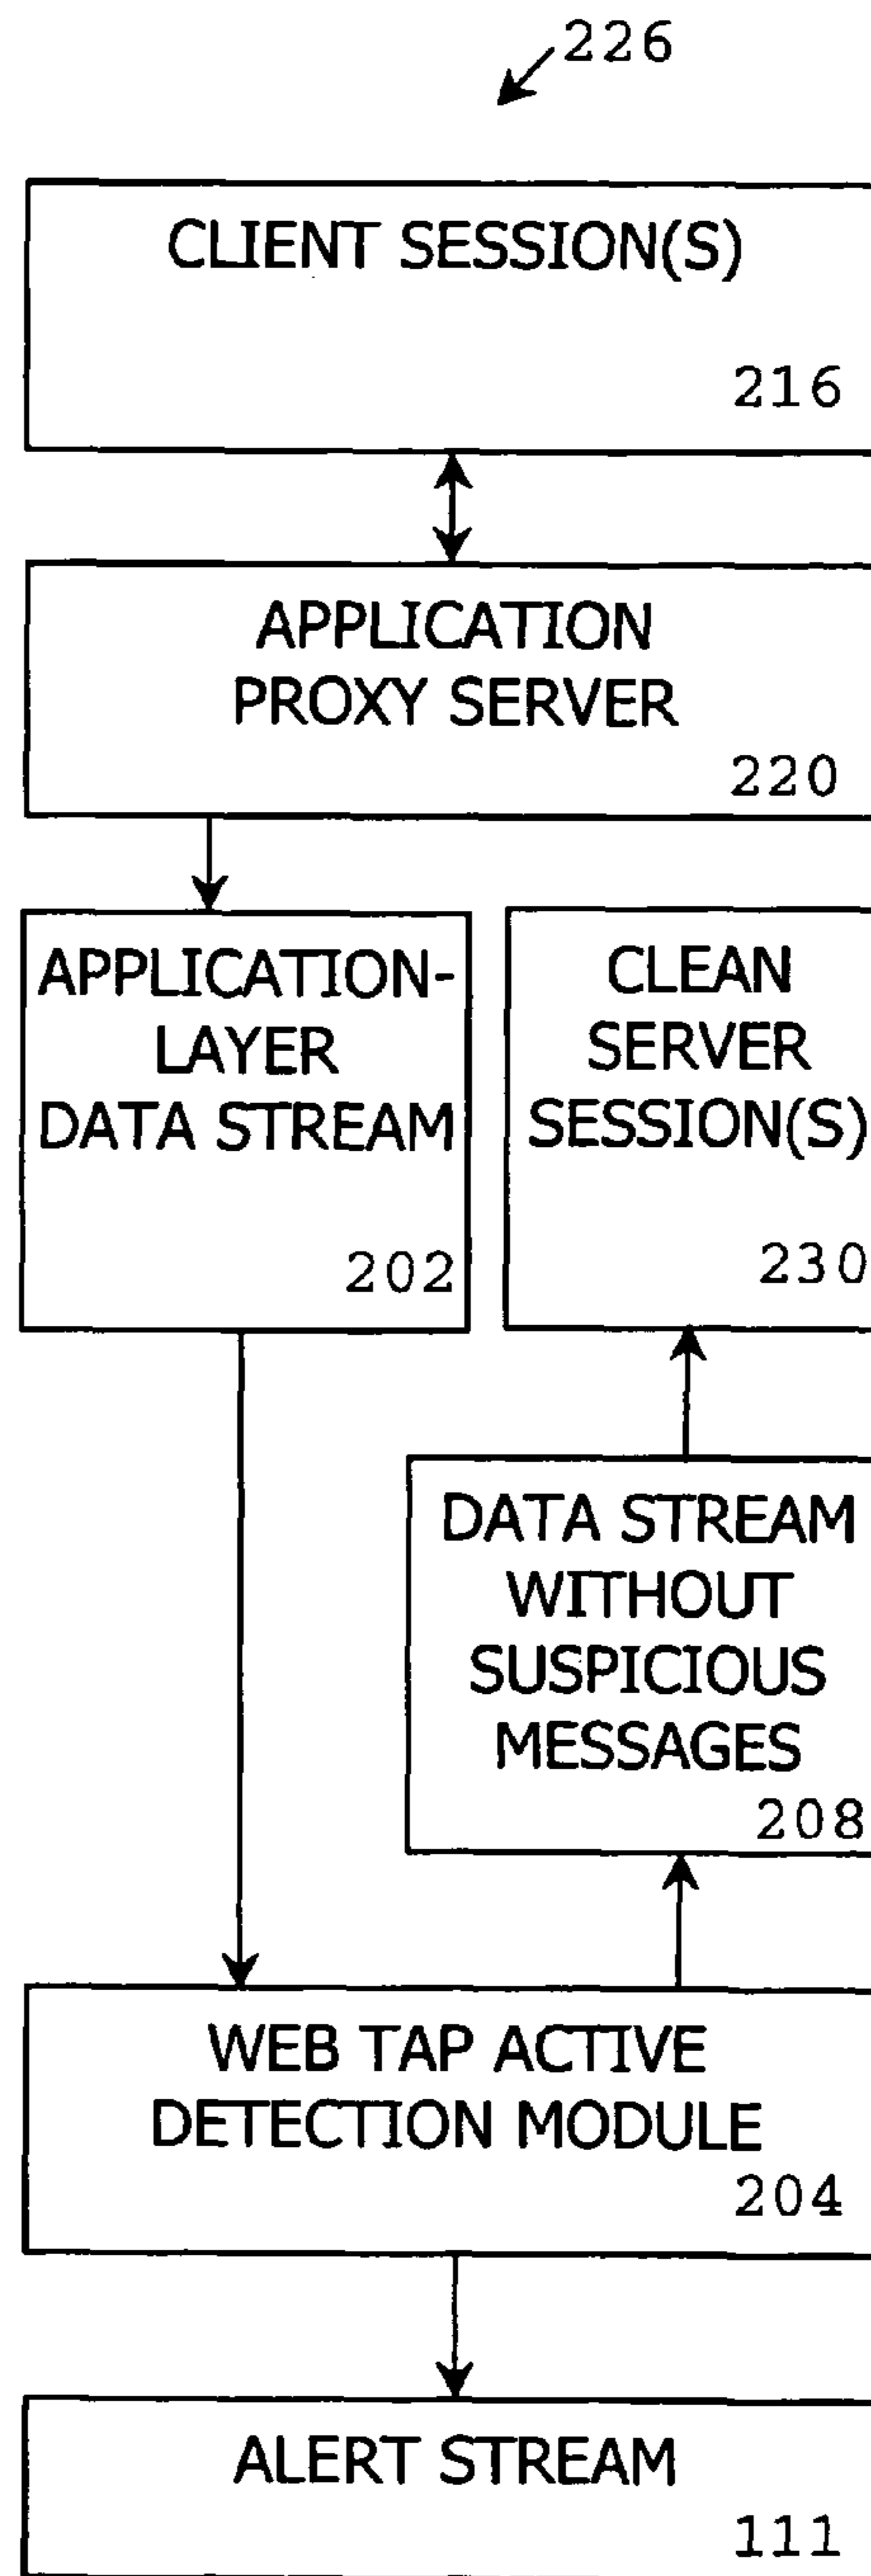 226
CLIENT SESSION(S)
216
APPLICATION
PROXY SERVER
220
APPLICATION-
LAYER
DATA STREAM
202
CLEAN
SERVER
SESSION(S)
230
DATA STREAM
WITHOUT
SUSPICIOUS
MESSAGES
208
WEB TAP ACTIVE
DETECTION MODULE
204
ALERT STREAM
111